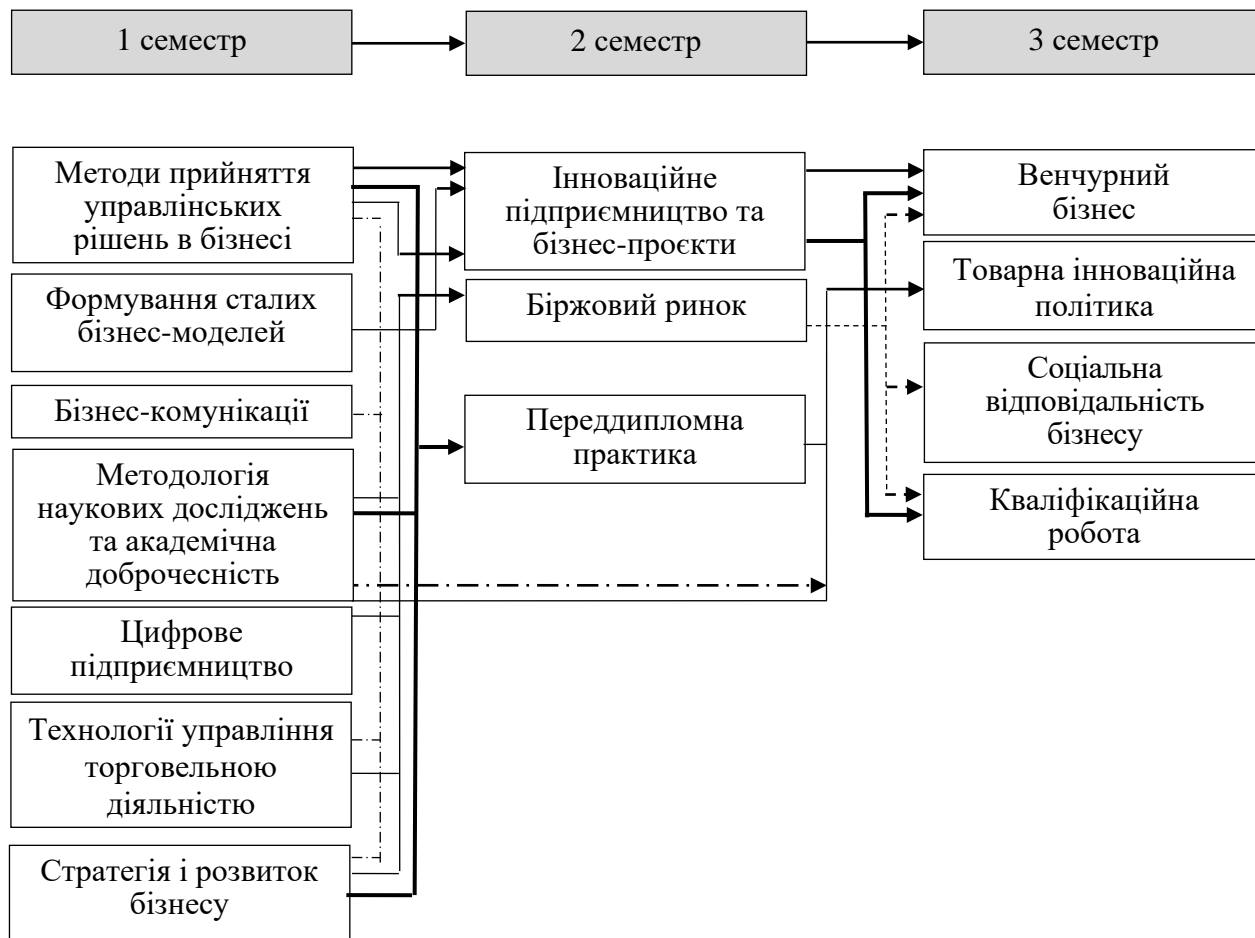 1 семестр
2 семестр
3 семестр
Методи прийняття
управлінських
рішень в бізнесі
Формування сталих
бізнес-моделей
Бізнес-комунікації
Методологія
наукових досліджень
та академічна
доброчесність
Цифрове
підприємництво
Технології управління
торговельною
діяльністю
Стратегія і розвиток
бізнесу
Інноваційне
підприємництво та
бізнес-проєкти
Біржовий ринок
Переддипломна
практика
Венчурний
бізнес
Товарна інноваційна
політика
Соціальна
відповідальність
бізнесу
Кваліфікаційна
робота